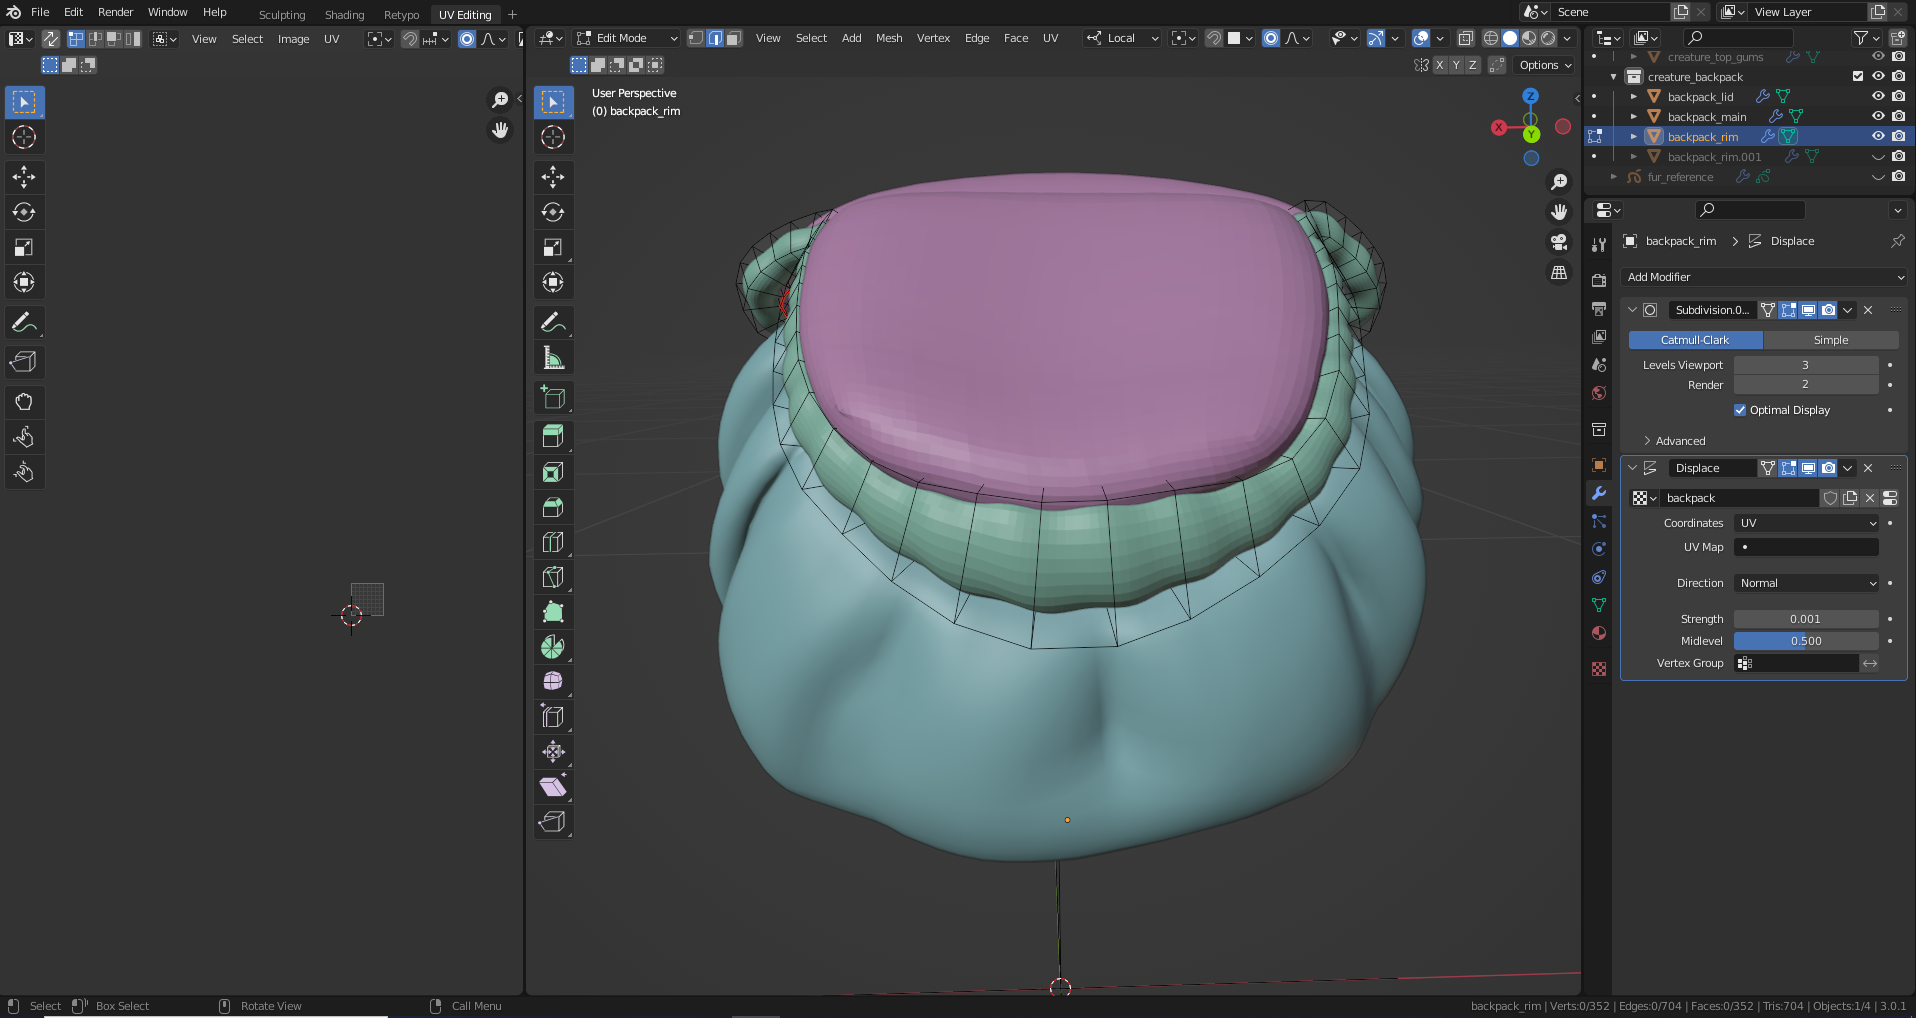 File Edit Render Window Help Sculpting Shading Retypo UV Editing + Scene View Layer
View Select Image UV Edit Mode View Select Add Mesh Vertex Edge Face UV Local
X Y Z Options
User Perspective
(0) backpack_rim
Z
X
Y
creature_top_gums
creature_backpack
backpack_lid
backpack_main
backpack_rim
backpack_rim.001
fur_reference
backpack_rim > Displace
Add Modifier
Subdivision.0...
Catmull-Clark Simple
Levels Viewport 3
Render 2
Optimal Display
Advanced
Displace
backpack
Coordinates UV
UV Map
Direction Normal
Strength 0.001
Midlevel 0.500
Vertex Group
Select Box Select Rotate View Call Menu backpack_rim | Verts:0/352 | Edges:0/704 | Faces:0/352 | Tris:704 | Objects:1/4 | 3.0.1